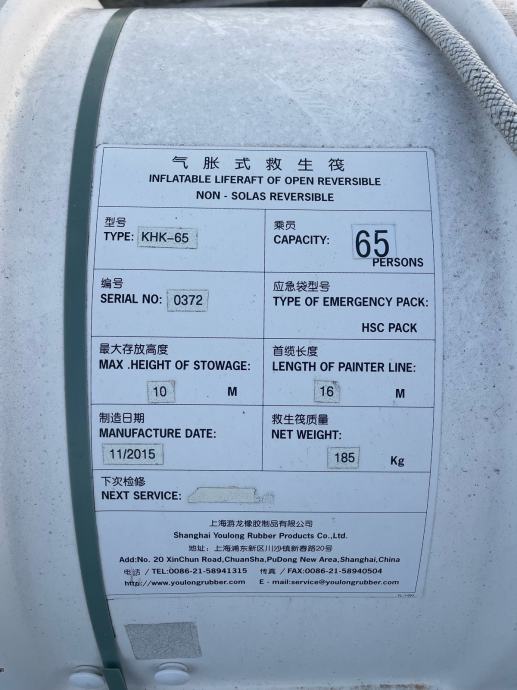 气胀式救生筏
INFLATABLE LIFERAFT OF OPEN REVERSIBLE
NON - SOLAS REVERSIBLE
型号
TYPE: KHK-65
乘员
CAPACITY: 65 PERSONS
编号
SERIAL NO: 0372
应急袋型号
TYPE OF EMERGENCY PACK:
HSC PACK
最大存放高度
MAX .HEIGHT OF STOWAGE:
10 M
首缆长度
LENGTH OF PAINTER LINE:
16 M
制造日期
MANUFACTURE DATE:
11/2015
救生筏质量
NET WEIGHT:
185 Kg
下次检修
NEXT SERVICE:
上海游龙橡胶制品有限公司
Shanghai Youlong Rubber Products Co.,Ltd.
地址：上海浦东新区川沙镇新春路20号
Add:No. 20 XinChun Road,ChuanSha,PuDong New Area,Shanghai,China
电话 / TEL:0086-21-58941315 传真 / FAX:0086-21-58940504
http://www.youlongrubber.com E - mail:service@youlongrubber.com